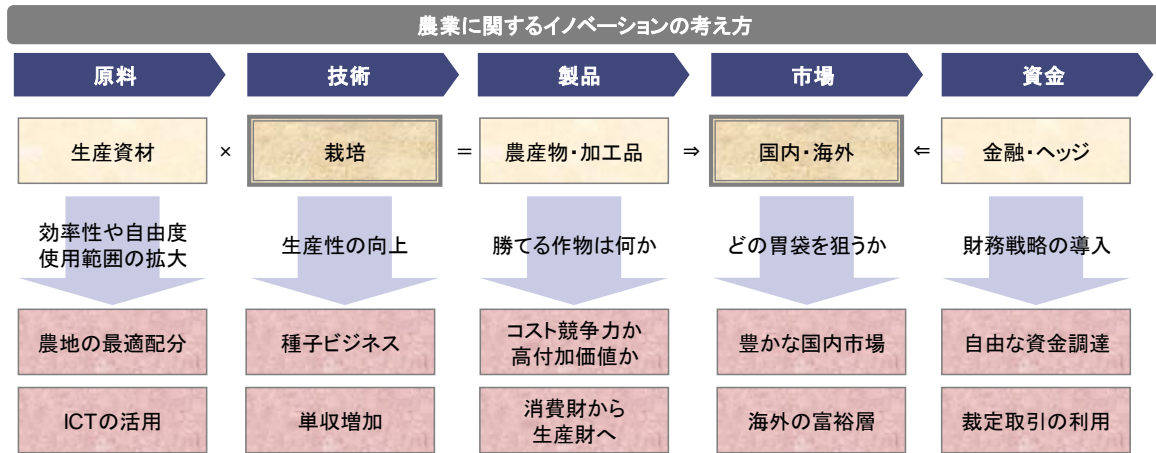 農業に関するイノベーションの考え方
原料 技術 製品 市場 資金
生産資材 × 栽培 = 農産物・加工品 ⇒ 国内・海外 ⇐ 金融・ヘッジ
効率性や自由度
使用範囲の拡大
生産性の向上
勝てる作物は何か
どの胃袋を狙うか
財務戦略の導入
農地の最適配分
種子ビジネス
コスト競争力か
高付加価値か
豊かな国内市場
自由な資金調達
ICTの活用
単収増加
消費財から
生産財へ
海外の富裕層
裁定取引の利用